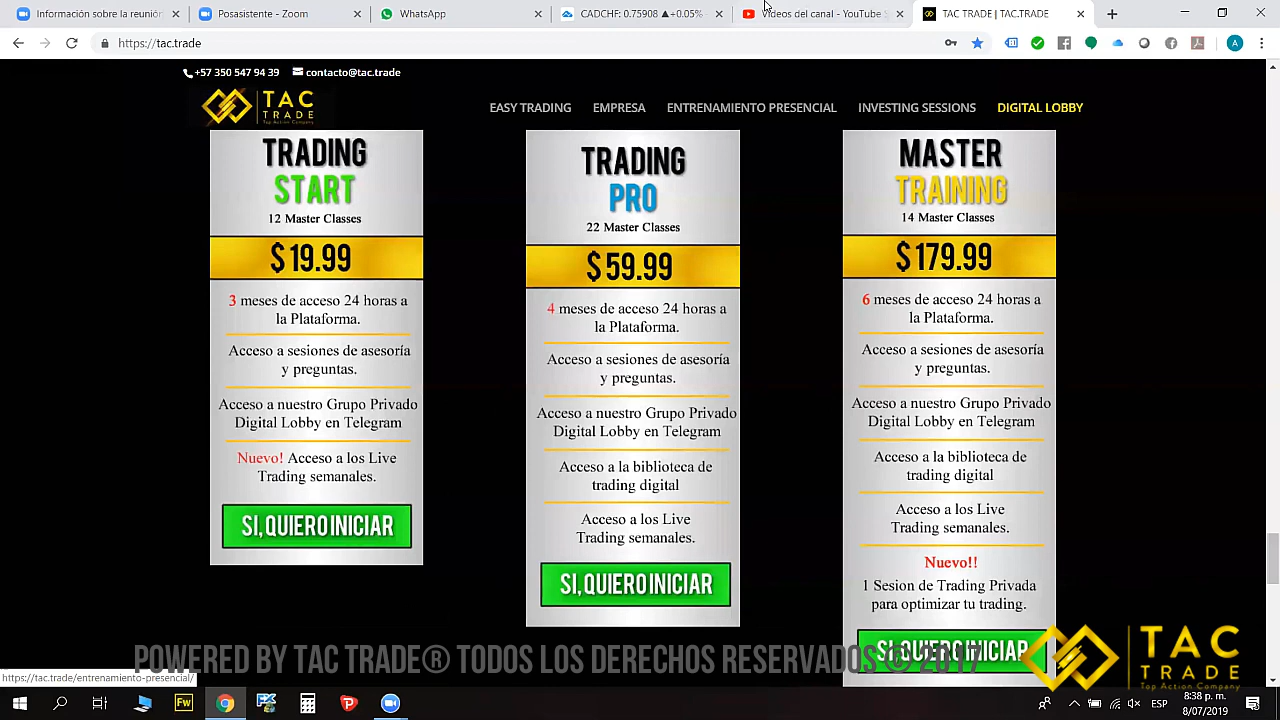 Información sobre la reunión
Posasistente - Zoom
WhatsApp
CADCHF: 0.75908 ▲+0.05%
Videos del canal - YouTube S
TAC TRADE | TAC.TRADE
https://tac.trade
+57 350 547 94 39
contacto@tac.trade
TAC
TRADE
Top Action Company
EASY TRADING
EMPRESA
ENTRENAMIENTO PRESENCIAL
INVESTING SESSIONS
DIGITAL LOBBY
TRADING
START
12 Master Classes
$ 19.99
3 meses de acceso 24 horas a
la Plataforma.
Acceso a sesiones de asesoría
y preguntas.
Acceso a nuestro Grupo Privado
Digital Lobby en Telegram
Nuevo! Acceso a los Live
Trading semanales.
SI, QUIERO INICIAR
TRADING
PRO
22 Master Classes
$ 59.99
4 meses de acceso 24 horas a
la Plataforma.
Acceso a sesiones de asesoría
y preguntas.
Acceso a nuestro Grupo Privado
Digital Lobby en Telegram
Acceso a la biblioteca de
trading digital
Acceso a los Live
Trading semanales.
SI, QUIERO INICIAR
MASTER
TRAINING
14 Master Classes
$ 179.99
6 meses de acceso 24 horas a
la Plataforma.
Acceso a sesiones de asesoría
y preguntas.
Acceso a nuestro Grupo Privado
Digital Lobby en Telegram
Acceso a la biblioteca de
trading digital
Acceso a los Live
Trading semanales.
Nuevo!!
1 Sesion de Trading Privada
para optimizar tu trading.
SI, QUIERO INICIAR
POWERED BY TAC TRADE® TODOS LOS DERECHOS RESERVADOS © 2017
TAC
TRADE
Top Action Company
https://tac.trade/entrenamiento-presencial/
Fw
ESP
8:38 p. m.
8/07/2019